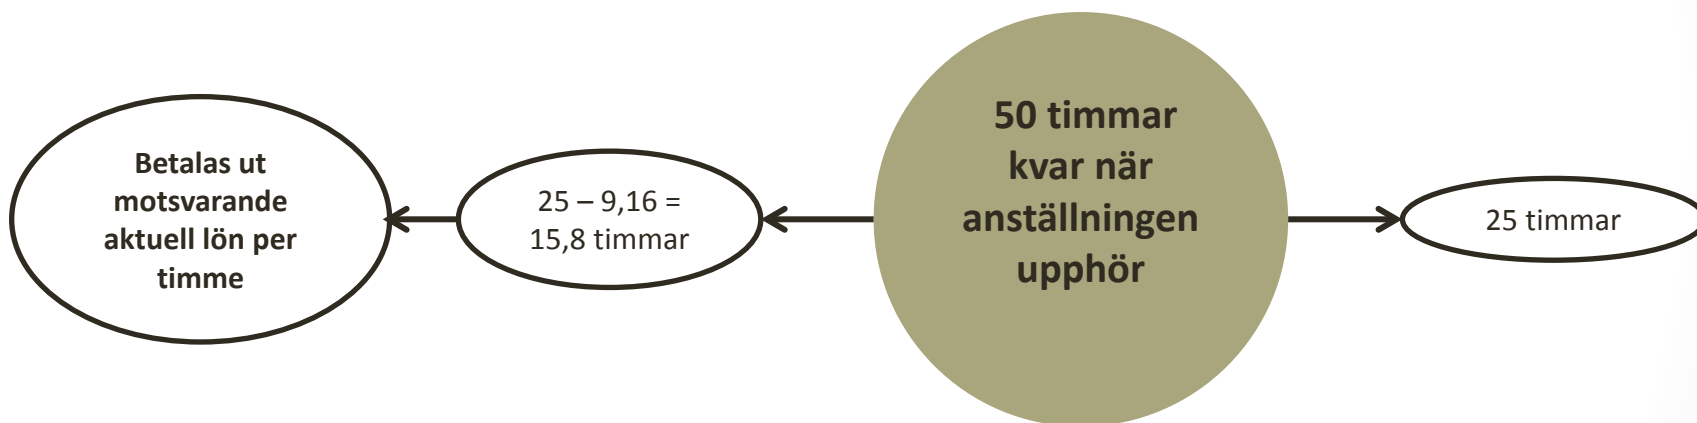 Betalas ut
motsvarande
aktuell lön per
timme
25 – 9,16 =
15,8 timmar
50 timmar
kvar när
anställningen
upphör
25 timmar